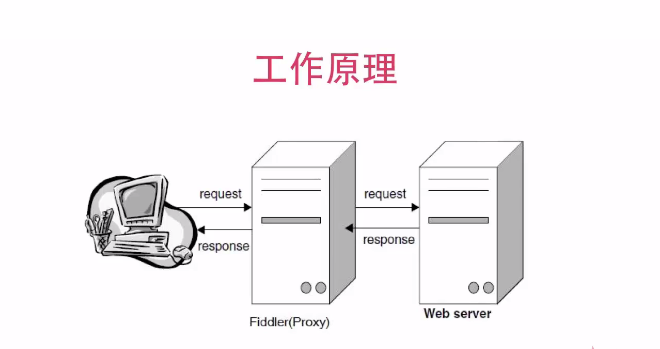 工作原理
request
request
response
response
Fiddler(Proxy)
Web server